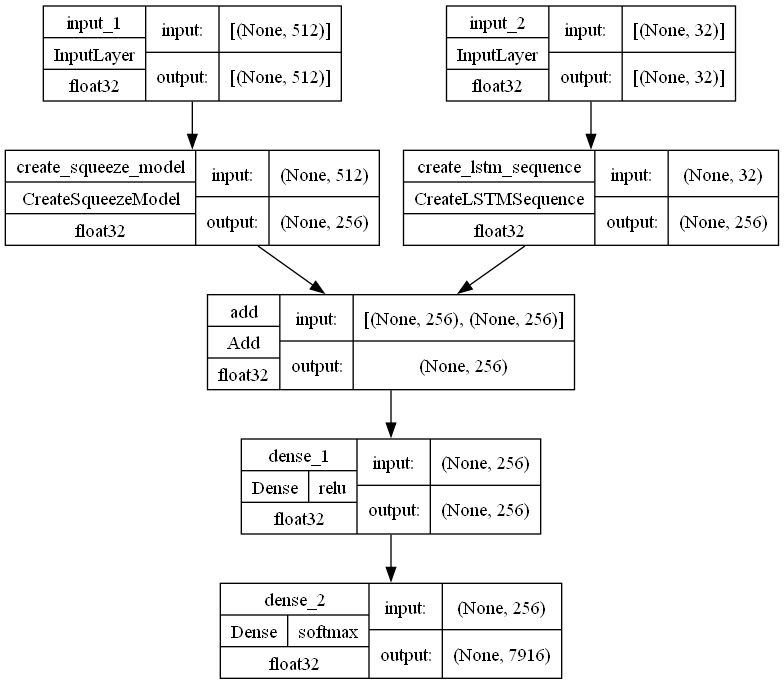 input_1
InputLayer
float32
input:
[(None, 512)]
output:
[(None, 512)]
input_2
InputLayer
float32
input:
[(None, 32)]
output:
[(None, 32)]
create_squeeze_model
CreateSqueezeModel
float32
input:
(None, 512)
output:
(None, 256)
create_lstm_sequence
CreateLSTMSequence
float32
input:
(None, 32)
output:
(None, 256)
add
Add
float32
input:
[(None, 256), (None, 256)]
output:
(None, 256)
dense_1
Dense relu
float32
input:
(None, 256)
output:
(None, 256)
dense_2
Dense softmax
float32
input:
(None, 256)
output:
(None, 7916)